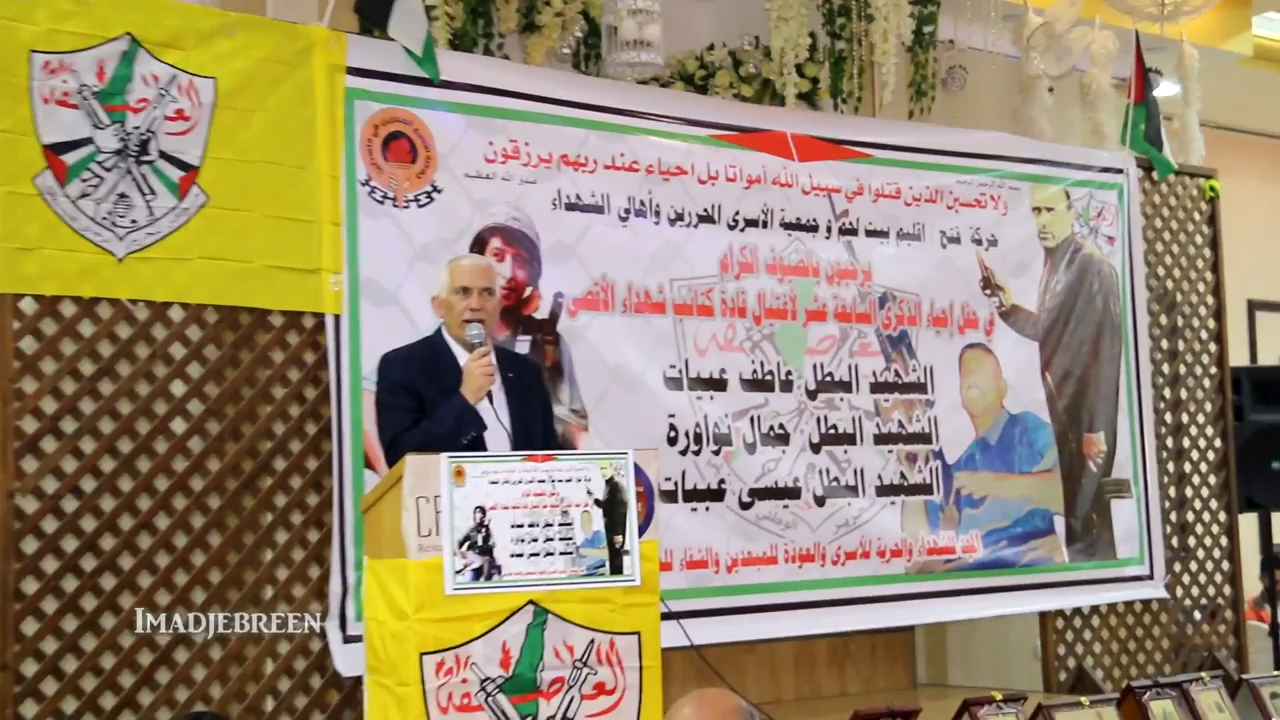 بسم الله الرحمن الرحيم
ولا تحسبن الذين قتلوا في سبيل الله أمواتا بل احياء عند ربهم يرزقون
صدق الله العظيم
حركة فتح اقليم بيت لحم و جمعية الأسرى المحررين وأهالي الشهداء
يرحبون بالضيوف الكرام
في حفل إحياء الذكرى السابعة عشر لأغتيال قادة كتائب شهداء الأقصى
الشهيد البطل عاطف عبيات
الشهيد البطل جمال نواورة
الشهيد البطل عيسى عبيات
المجد للشهداء والحرية للأسرى والعودة للمبعدين والشفاء
العاصفة
العاصفة
IMADJEBREEN